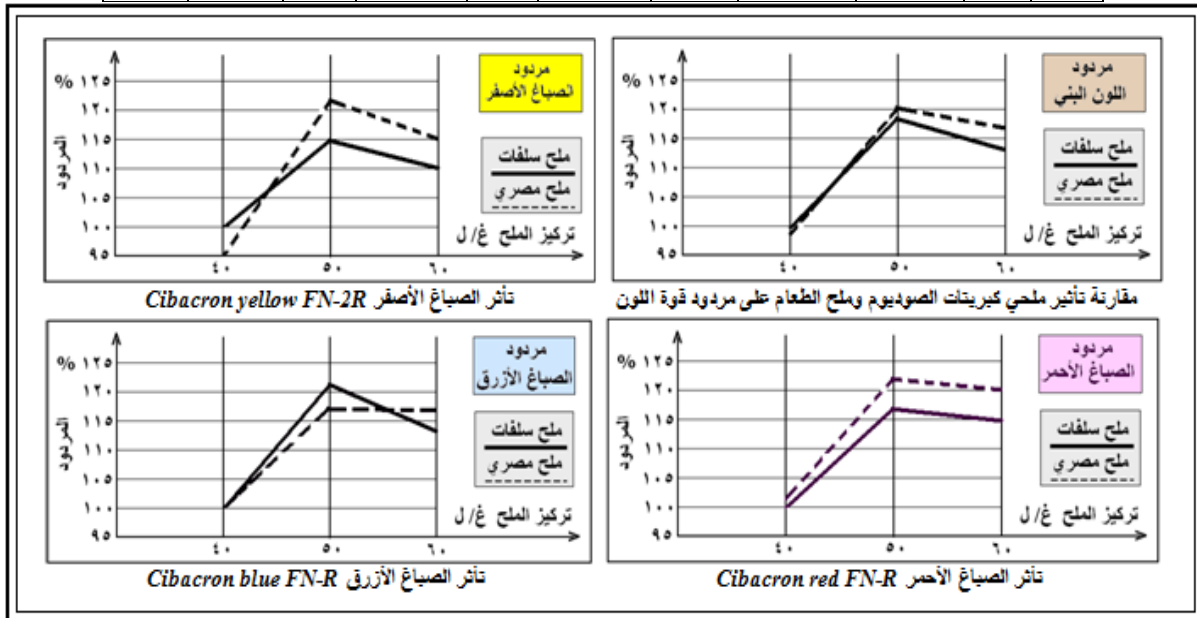 مردود
الصباغ الأصفر
ملح سلفات
ملح مصري
% ١٢٥
١٢٠
١١٥
١١٠
١٠٥
١٠٠
٩٥
المردود
تركيز الملح غ/ ل
٤٠ ٥٠ ٦٠
تأثر الصباغ الأصفر Cibacron yellow FN-2R
مردود
اللون البني
ملح سلفات
ملح مصري
% ١٢٥
١٢٠
١١٥
١١٠
١٠٥
١٠٠
٩٥
المردود
تركيز الملح غ/ ل
٤٠ ٥٠ ٦٠
مقارنة تأثير ملحي كبريتات الصوديوم وملح الطعام على مردود قوة اللون
مردود
الصباغ الأزرق
ملح سلفات
ملح مصري
% ١٢٥
١٢٠
١١٥
١١٠
١٠٥
١٠٠
٩٥
المردود
تركيز الملح غ/ ل
٤٠ ٥٠ ٦٠
تأثر الصباغ الأزرق Cibacron blue FN-R
مردود
الصباغ الأحمر
ملح سلفات
ملح مصري
% ١٢٥
١٢٠
١١٥
١١٠
١٠٥
١٠٠
٩٥
المردود
تركيز الملح غ/ ل
٤٠ ٥٠ ٦٠
تأثر الصباغ الأحمر Cibacron red FN-R